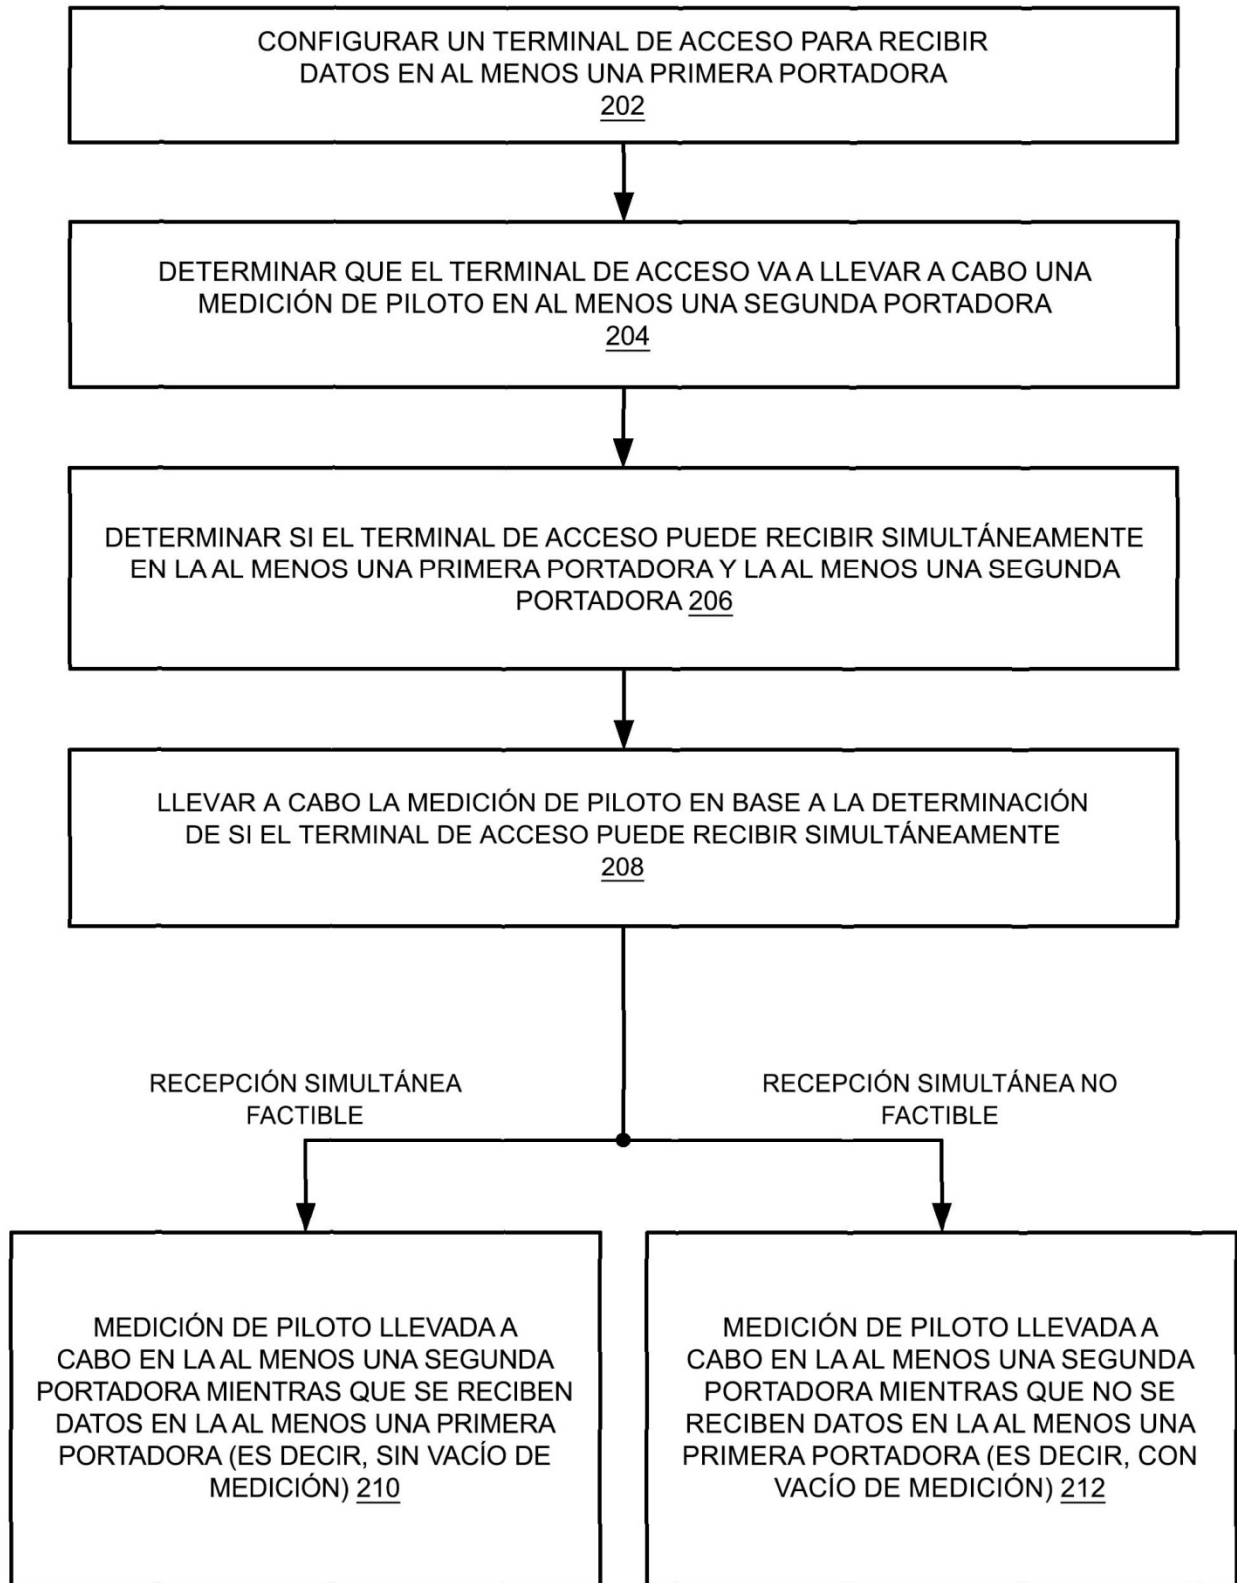 CONFIGURAR UN TERMINAL DE ACCESO PARA RECIBIR
DATOS EN AL MENOS UNA PRIMERA PORTADORA
202
DETERMINAR QUE EL TERMINAL DE ACCESO VA A LLEVAR A CABO UNA
MEDICIÓN DE PILOTO EN AL MENOS UNA SEGUNDA PORTADORA
204
DETERMINAR SI EL TERMINAL DE ACCESO PUEDE RECIBIR SIMULTÁNEAMENTE
EN LA AL MENOS UNA PRIMERA PORTADORA Y LA AL MENOS UNA SEGUNDA
PORTADORA 206
LLEVAR A CABO LA MEDICIÓN DE PILOTO EN BASE A LA DETERMINACIÓN
DE SI EL TERMINAL DE ACCESO PUEDE RECIBIR SIMULTÁNEAMENTE
208
RECEPCIÓN SIMULTÁNEA
FACTIBLE
RECEPCIÓN SIMULTÁNEA NO
FACTIBLE
MEDICIÓN DE PILOTO LLEVADA A
CABO EN LA AL MENOS UNA SEGUNDA
PORTADORA MIENTRAS QUE SE RECIBEN
DATOS EN LA AL MENOS UNA PRIMERA
PORTADORA (ES DECIR, SIN VACÍO DE
MEDICIÓN) 210
MEDICIÓN DE PILOTO LLEVADA A
CABO EN LA AL MENOS UNA SEGUNDA
PORTADORA MIENTRAS QUE NO SE
RECIBEN DATOS EN LA AL MENOS UNA
PRIMERA PORTADORA (ES DECIR, CON
VACÍO DE MEDICIÓN) 212